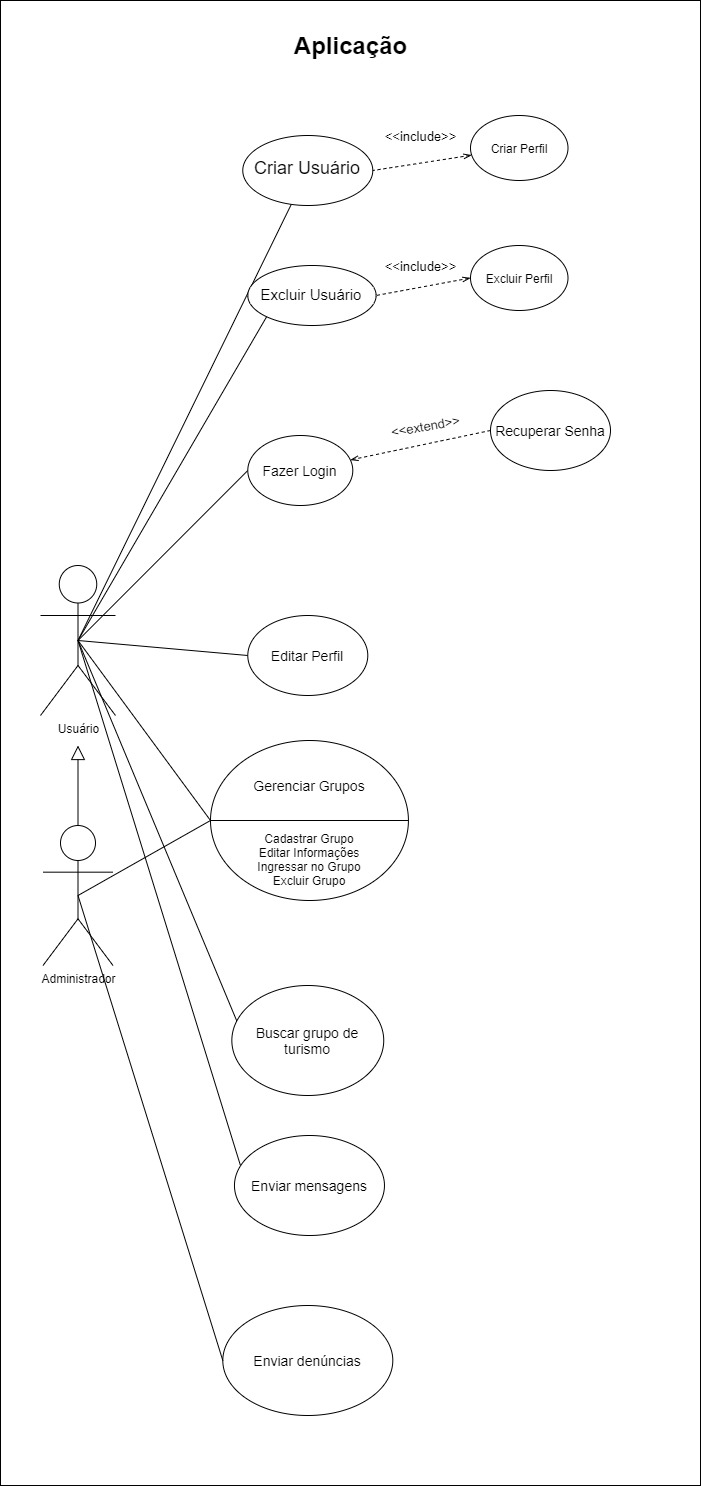 Aplicação
<<include>>
Criar Usuário
Criar Perfil
<<include>>
Excluir Usuário
Excluir Perfil
<<extend>>
Recuperar Senha
Fazer Login
Editar Perfil
Usuário
Gerenciar Grupos
Cadastrar Grupo
Editar Informações
Ingressar no Grupo
Excluir Grupo
Administrador
Buscar grupo de
turismo
Enviar mensagens
Enviar denúncias